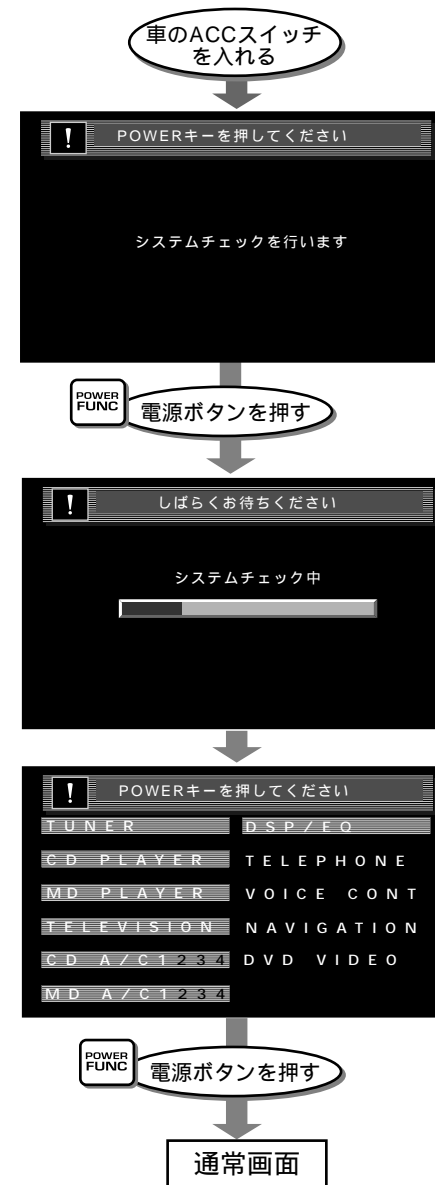 車のACCスイッチ
を入れる
! POWERキーを押してください
システムチェックを行います
POWER
FUNC
電源ボタンを押す
! しばらくお待ちください
システムチェック中
! POWERキーを押してください
TUNER DSP/EQ
CD PLAYER TELEPHONE
MD PLAYER VOICE CONT
TELEVISION NAVIGATION
CD A/C1234 DVD VIDEO
MD A/C1234
POWER
FUNC
電源ボタンを押す
通常画面